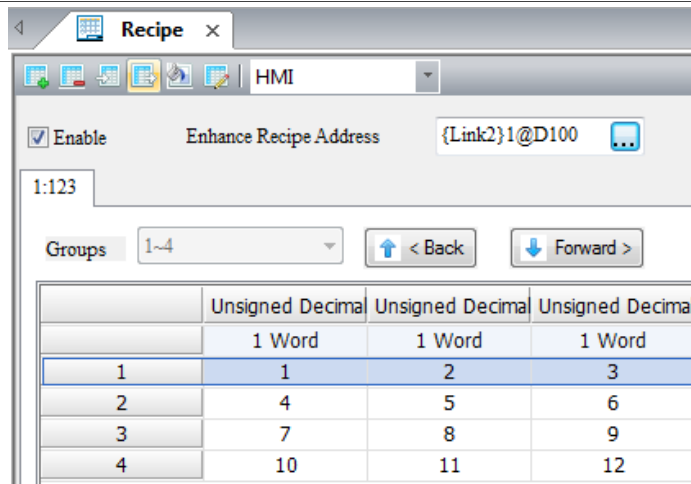 Recipe
HMI
Enable Enhance Recipe Address {Link2}1@D100 ...
1:123
Groups 1~4 < Back Forward >
Unsigned Decimal Unsigned Decimal Unsigned Decima
1 Word 1 Word 1 Word
1 1 2 3
2 4 5 6
3 7 8 9
4 10 11 12